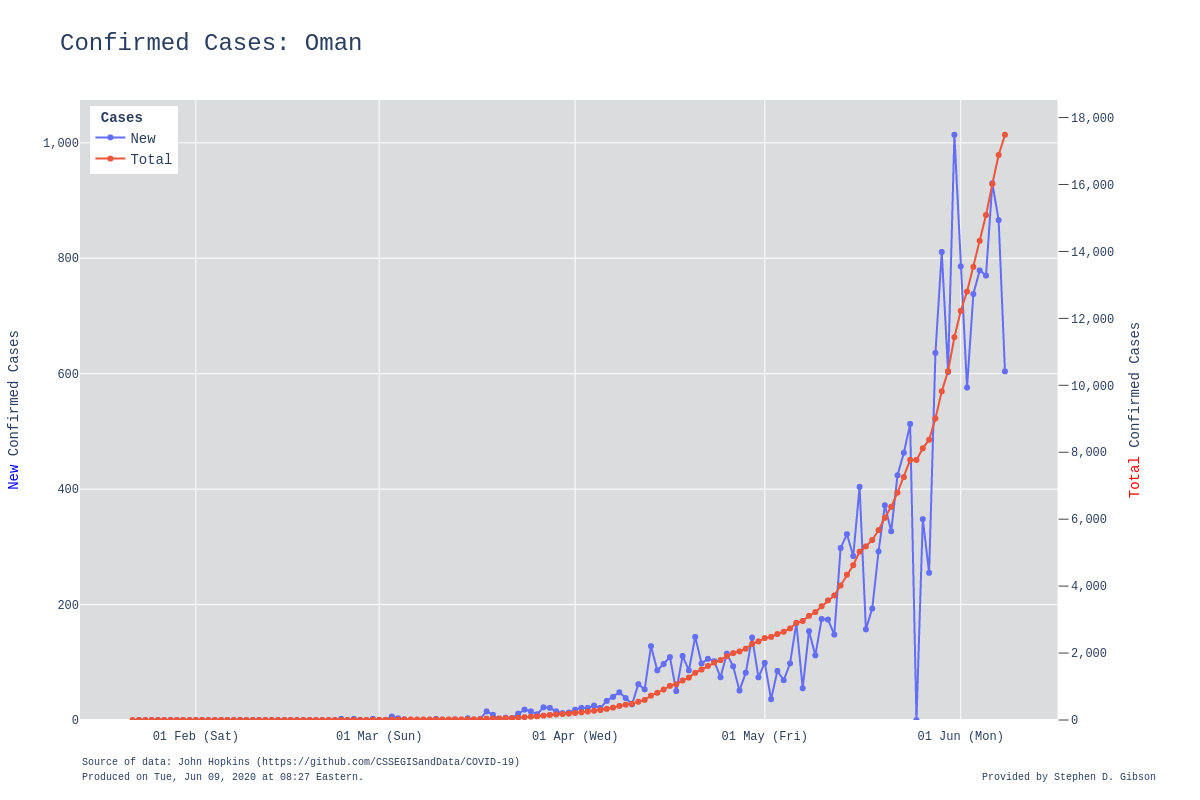 Confirmed Cases: Oman
Cases
New
Total
1,000
800
600
400
200
0
18,000
16,000
14,000
12,000
10,000
8,000
6,000
4,000
2,000
0
New Confirmed Cases
Total Confirmed Cases
01 Feb (Sat)
01 Mar (Sun)
01 Apr (Wed)
01 May (Fri)
01 Jun (Mon)
Source of data: John Hopkins (https://github.com/CSSEGISandData/COVID-19)
Produced on Tue, Jun 09, 2020 at 08:27 Eastern.
Provided by Stephen D. Gibson